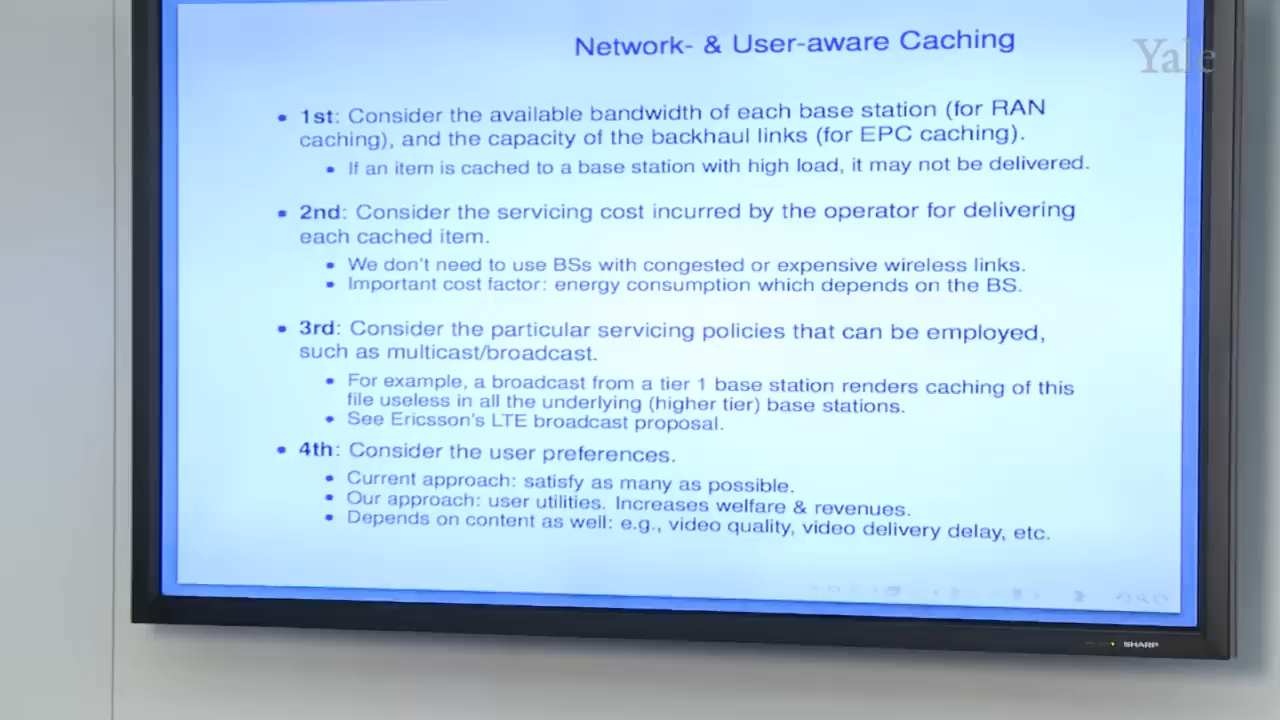 Network- & User-aware Caching
Yale
• 1st: Consider the available bandwidth of each base station (for RAN
caching), and the capacity of the backhaul links (for EPC caching).
• If an item is cached to a base station with high load, it may not be delivered.
• 2nd: Consider the servicing cost incurred by the operator for delivering
each cached item.
• We don't need to use BSs with congested or expensive wireless links.
• Important cost factor: energy consumption which depends on the BS.
• 3rd: Consider the particular servicing policies that can be employed,
such as multicast/broadcast.
• For example, a broadcast from a tier 1 base station renders caching of this
file useless in all the underlying (higher tier) base stations.
• See Ericsson's LTE broadcast proposal.
• 4th: Consider the user preferences.
• Current approach: satisfy as many as possible.
• Our approach: user utilities. Increases welfare & revenues.
• Depends on content as well: e.g., video quality, video delivery delay, etc.
SHARP